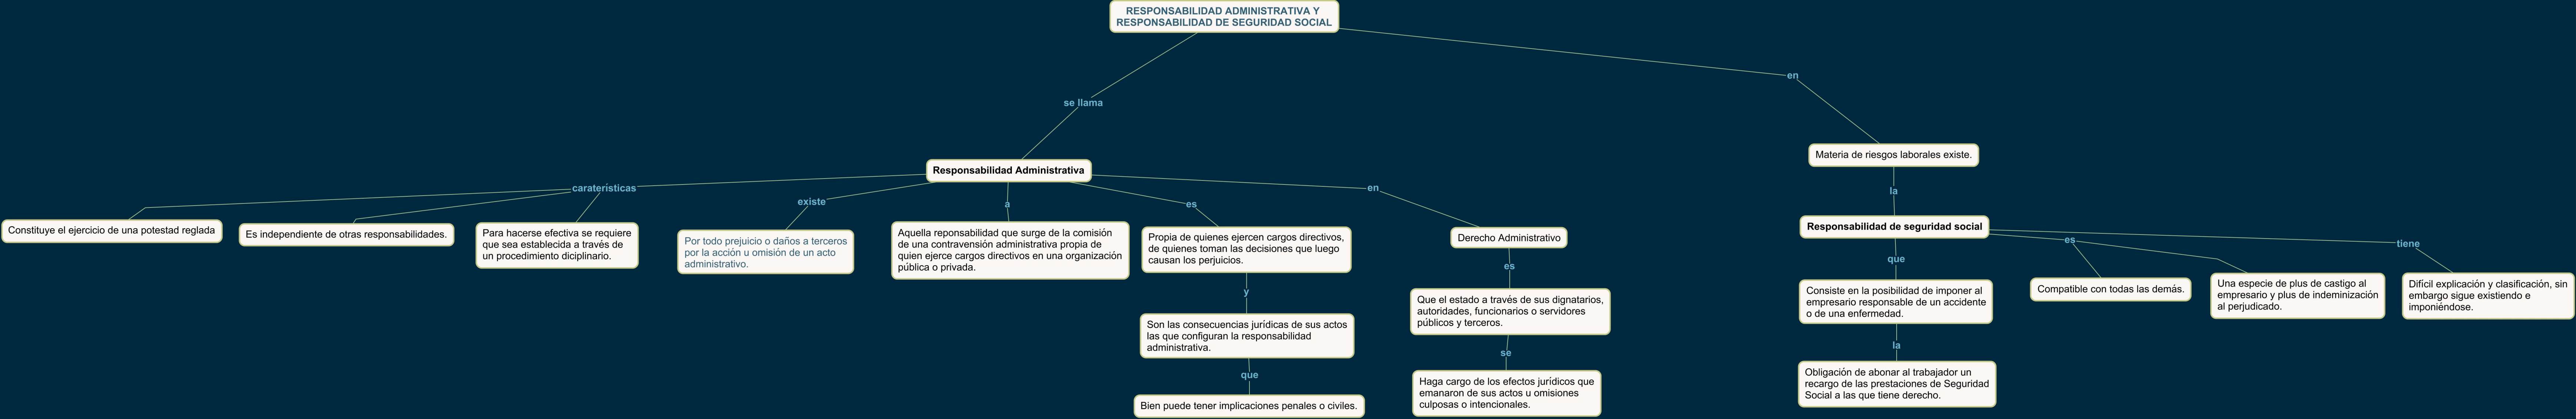 RESPONSABILIDAD ADMINISTRATIVA Y
RESPONSABILIDAD DE SEGURIDAD SOCIAL
se llama
en
Responsabilidad Administrativa
Materia de riesgos laborales existe.
caraterísticas
existe
a
es
en
la
Constituye el ejercicio de una potestad reglada
Es independiente de otras responsabilidades.
Para hacerse efectiva se requiere
que sea establecida a través de
un procedimiento diciplinario.
Por todo prejuicio o daños a terceros
por la acción u omisión de un acto
administrativo.
Aquella reponsabilidad que surge de la comisión
de una contravensión administrativa propia de
quien ejerce cargos directivos en una organización
pública o privada.
Propia de quienes ejercen cargos directivos,
de quienes toman las decisiones que luego
causan los perjuicios.
y
Son las consecuencias jurídicas de sus actos
las que configuran la responsabilidad
administrativa.
que
Bien puede tener implicaciones penales o civiles.
Derecho Administrativo
es
Que el estado a través de sus dignatarios,
autoridades, funcionarios o servidores
públicos y terceros.
se
Haga cargo de los efectos jurídicos que
emanaron de sus actos u omisiones
culposas o intencionales.
Responsabilidad de seguridad social
que
es
tiene
Consiste en la posibilidad de imponer al
empresario responsable de un accidente
o de una enfermedad.
la
Obligación de abonar al trabajador un
recargo de las prestaciones de Seguridad
Social a las que tiene derecho.
Compatible con todas las demás.
Una especie de plus de castigo al
empresario y plus de indeminización
al perjudicado.
Difícil explicación y clasificación, sin
embargo sigue existiendo e
imponiéndose.